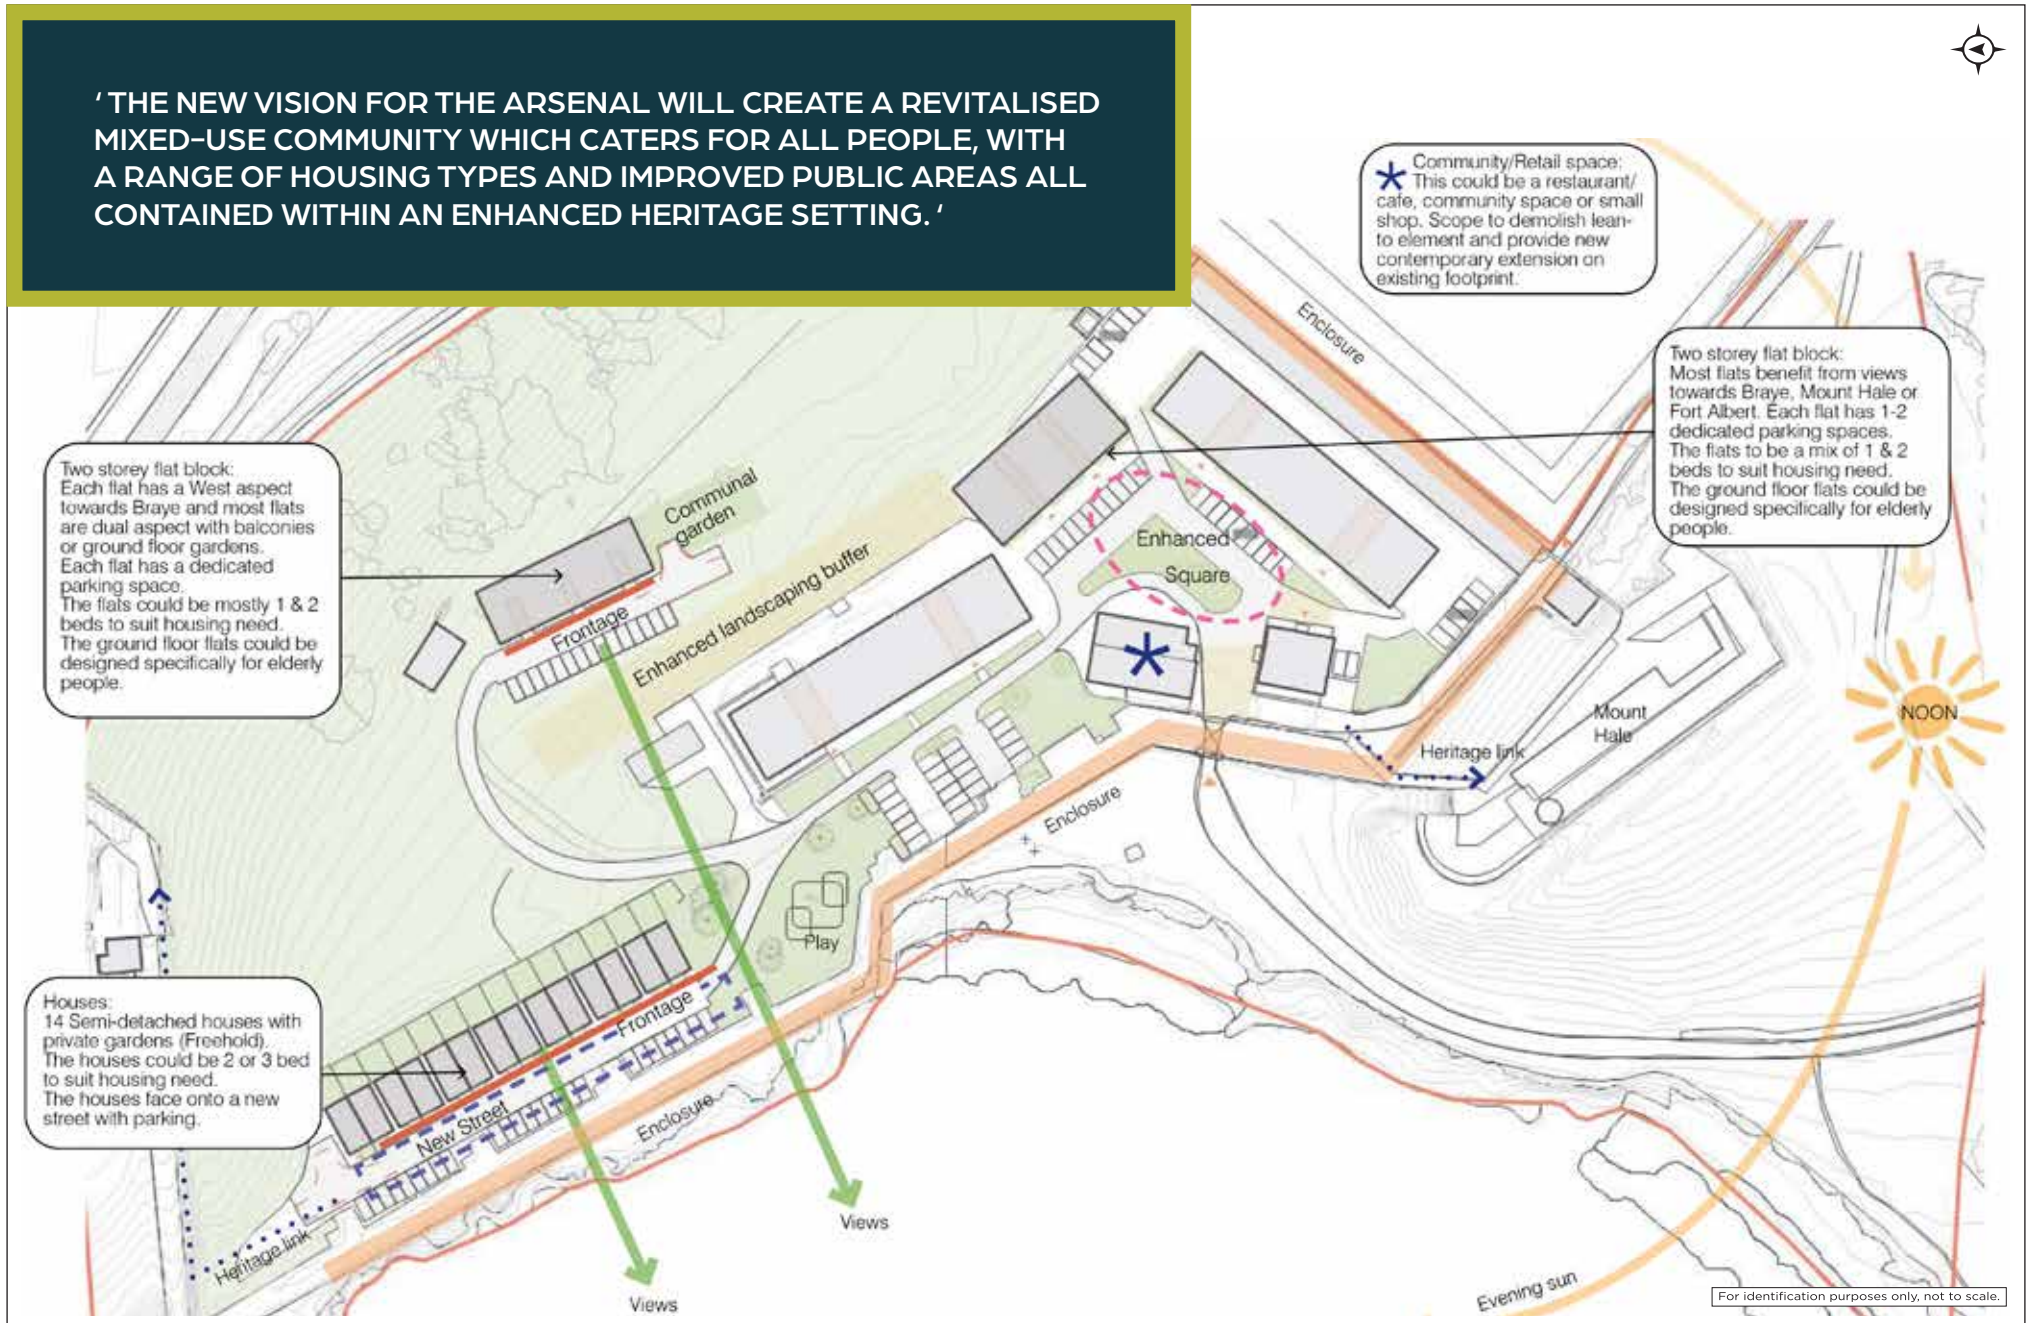 ‘ THE NEW VISION FOR THE ARSENAL WILL CREATE A REVITALISED
MIXED-USE COMMUNITY WHICH CATERS FOR ALL PEOPLE, WITH
A RANGE OF HOUSING TYPES AND IMPROVED PUBLIC AREAS ALL
CONTAINED WITHIN AN ENHANCED HERITAGE SETTING. ‘
Community/Retail space:
This could be a restaurant/
cafe, community space or small
shop. Scope to demolish lean-
to element and provide new
contemporary extension on
existing footprint.
Enclosure
Two storey flat block:
Most flats benefit from views
towards Braye, Mount Hale or
Fort Albert. Each flat has 1-2
dedicated parking spaces.
The flats to be a mix of 1 & 2
beds to suit housing need.
The ground floor flats could be
designed specifically for elderly
people.
Two storey flat block:
Each flat has a West aspect
towards Braye and most flats
are dual aspect with balconies
or ground floor gardens.
Each flat has a dedicated
parking space.
The flats could be mostly 1 & 2
beds to suit housing need.
The ground floor flats could be
designed specifically for elderly
people.
Communal
garden
Enhanced
Square
Frontage
Enhanced landscaping buffer
Mount
Hale
NOON
Heritage link
Enclosure
Play
Houses:
14 Semi-detached houses with
private gardens (Freehold).
The houses could be 2 or 3 bed
to suit housing need.
The houses face onto a new
street with parking.
Frontage
New Street
Enclosure
Heritage link
Views
Views
Evening sun
For identification purposes only, not to scale.